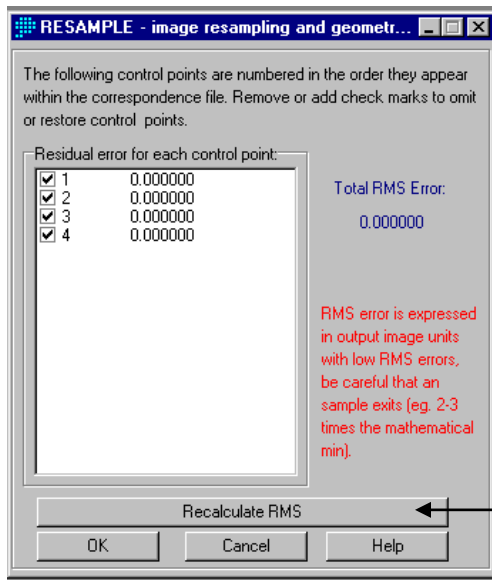 RESAMPLE - image resampling and geometr...
The following control points are numbered in the order they appear
within the correspondence file. Remove or add check marks to omit
or restore control points.
Residual error for each control point:
1 0.000000
2 0.000000
3 0.000000
4 0.000000
Total RMS Error:
0.000000
RMS error is expressed
in output image units
with low RMS errors,
be careful that an
sample exits (eg. 2-3
times the mathematical
min).
Recalculate RMS
OK Cancel Help